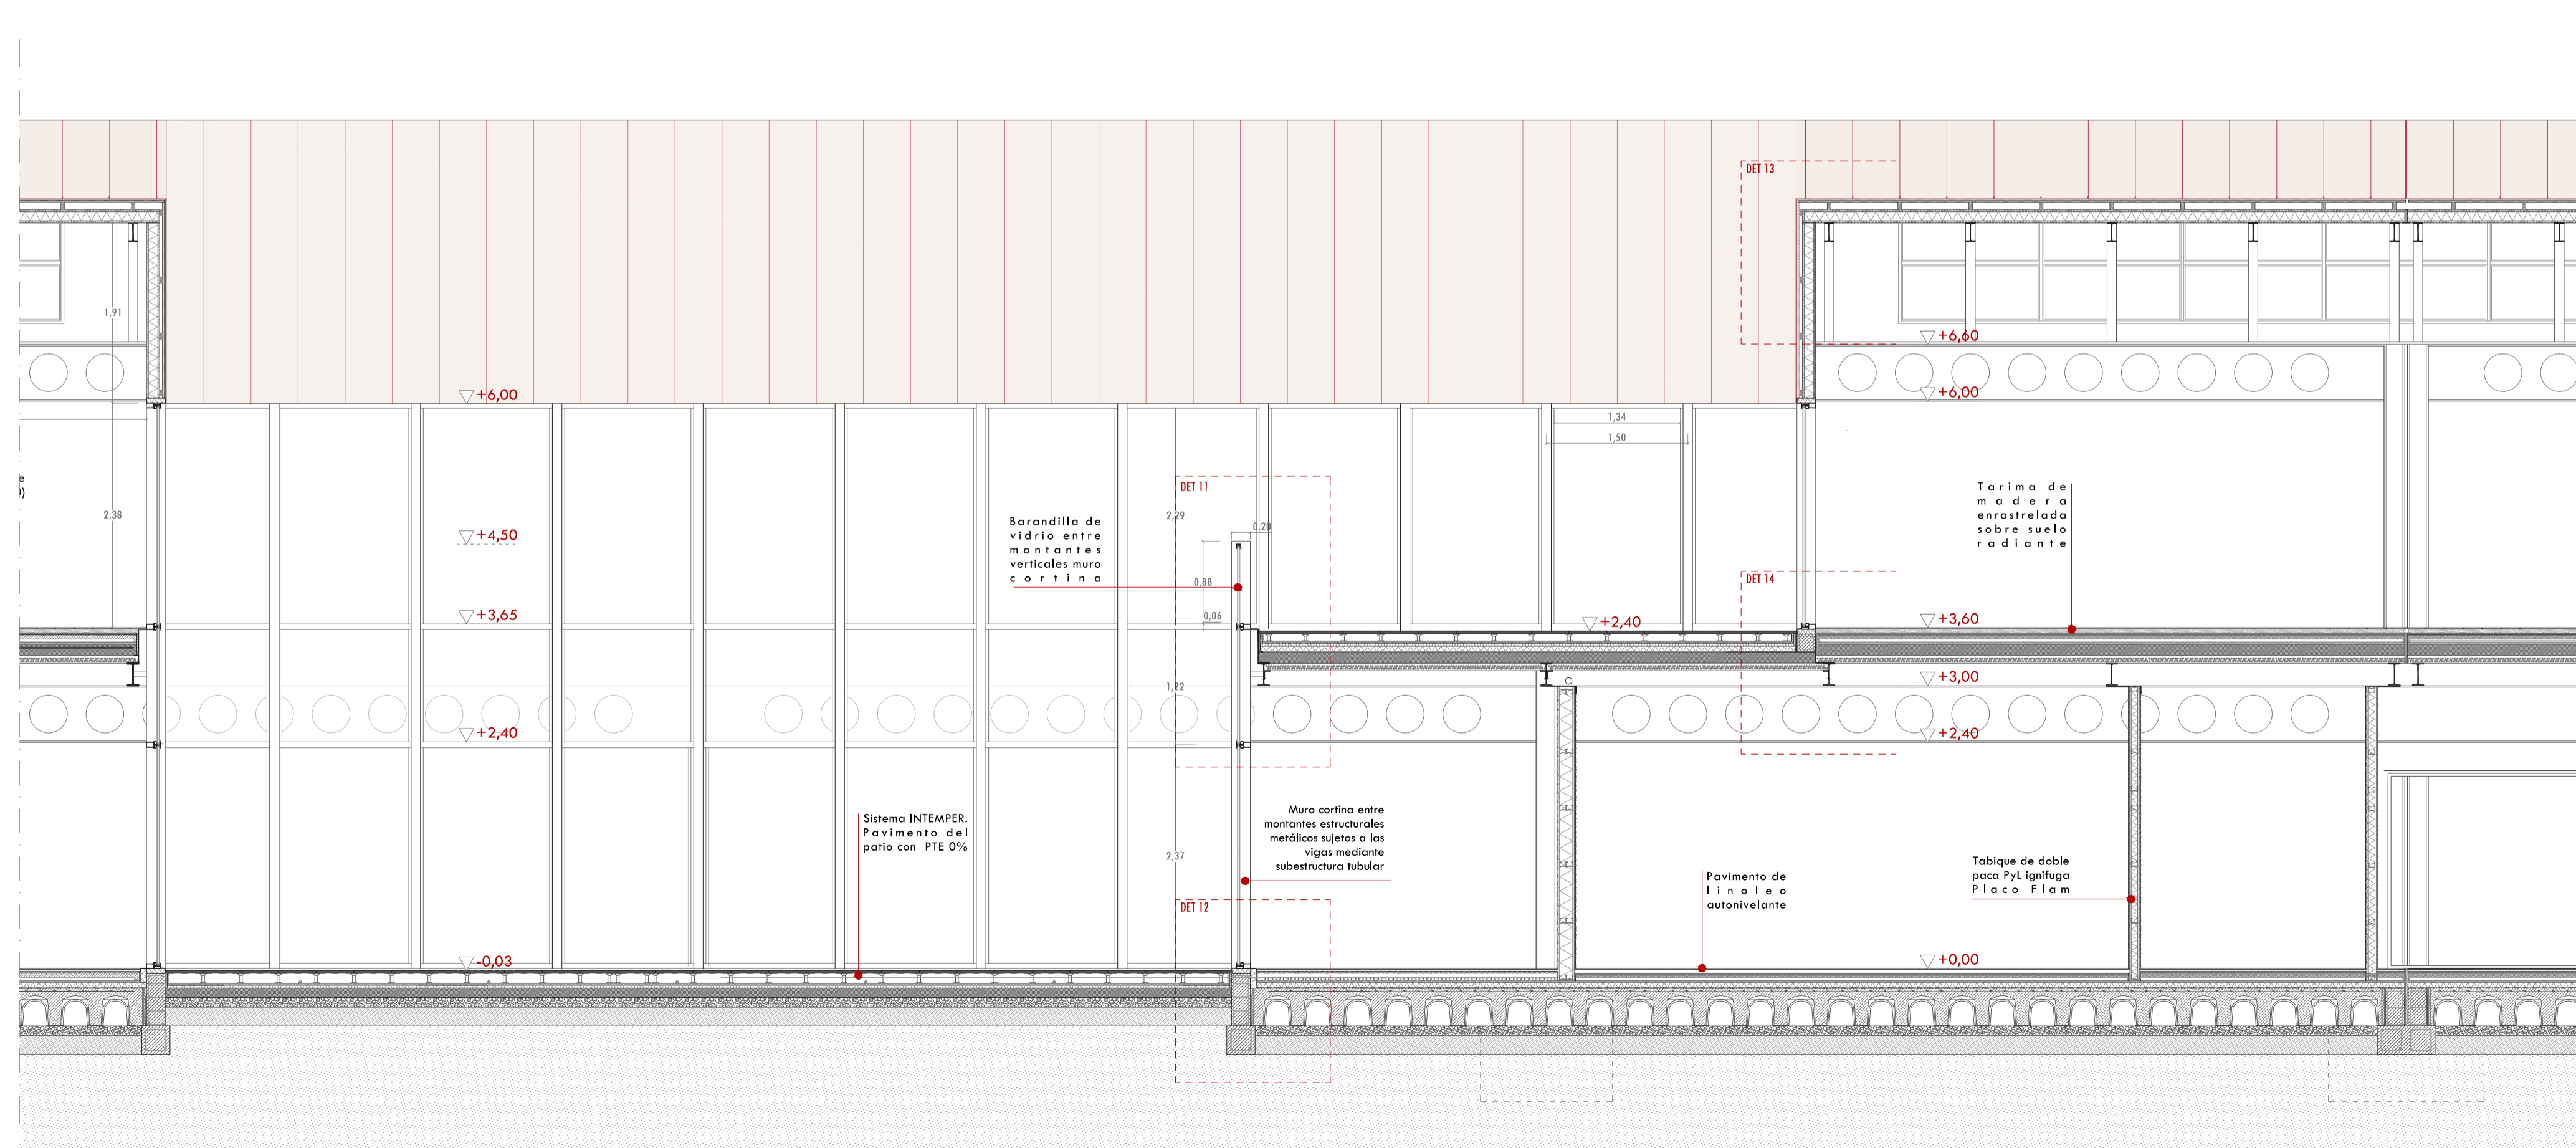 DET 13
1,91
+6,60
+6,00
+6,00
1,34
1,50
DET 11
Tarima de
madera
enrastrelada
sobre suelo
radiante
2,38
+4,50
Barandilla de
vidrio entre
montantes
verticales muro
cortina
2,29
0.20
0,88
0,06
DET 14
+3,65
+2,40
+3,60
+3,00
1,22
+2,40
+2,40
Sistema INTEMPER.
Pavimento del
patio con PTE 0%
2,37
Muro cortina entre
montantes estructurales
metálicos sujetos a las
vigas mediante
subestructura tubular
Pavimento de
linoleo
autonivelante
Tabique de doble
paca PyL ignifuga
Placo Flam
DET 12
-0,03
+0,00